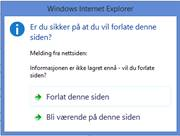 Windows Internet Explorer
Er du sikker på at du vil forlate denne
siden?
Melding fra nettsiden:
Informasjonen er ikke lagret ennå - vil du forlate
siden?
Forlat denne siden
Bli værende på denne siden